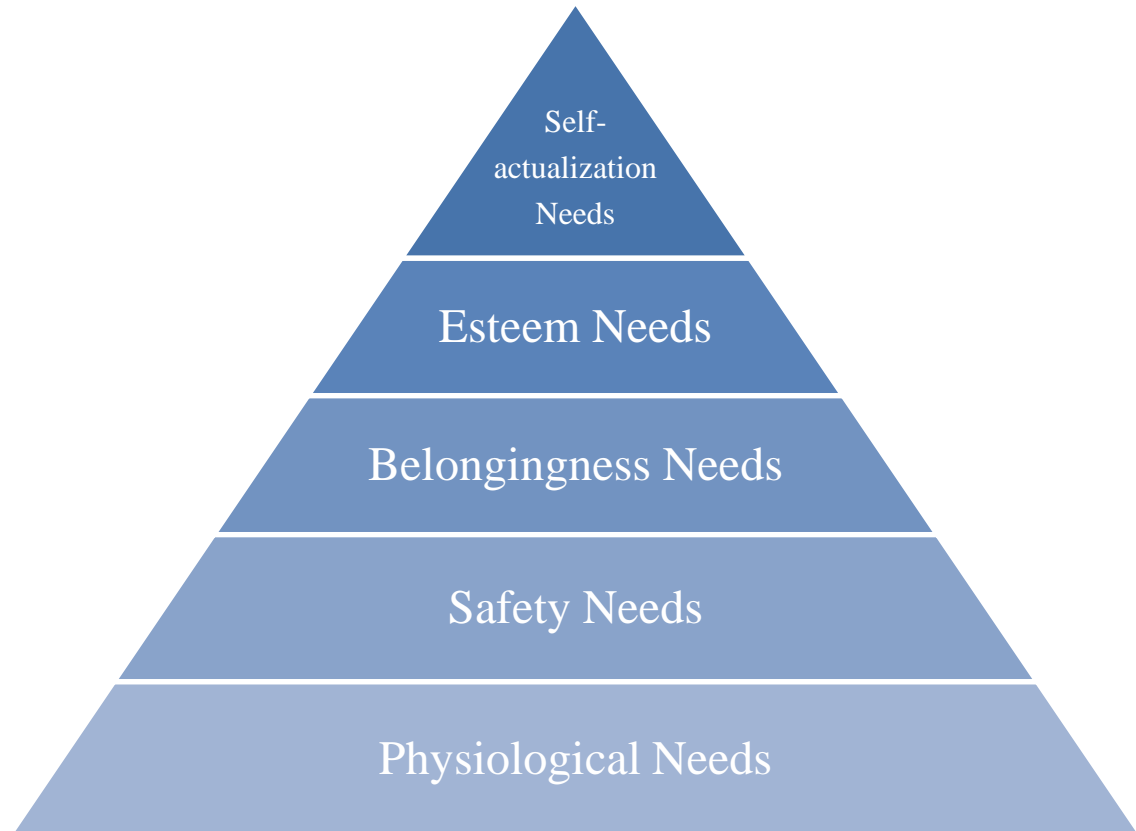 Self-
actualization
Needs
Esteem Needs
Belongingness Needs
Safety Needs
Physiological Needs